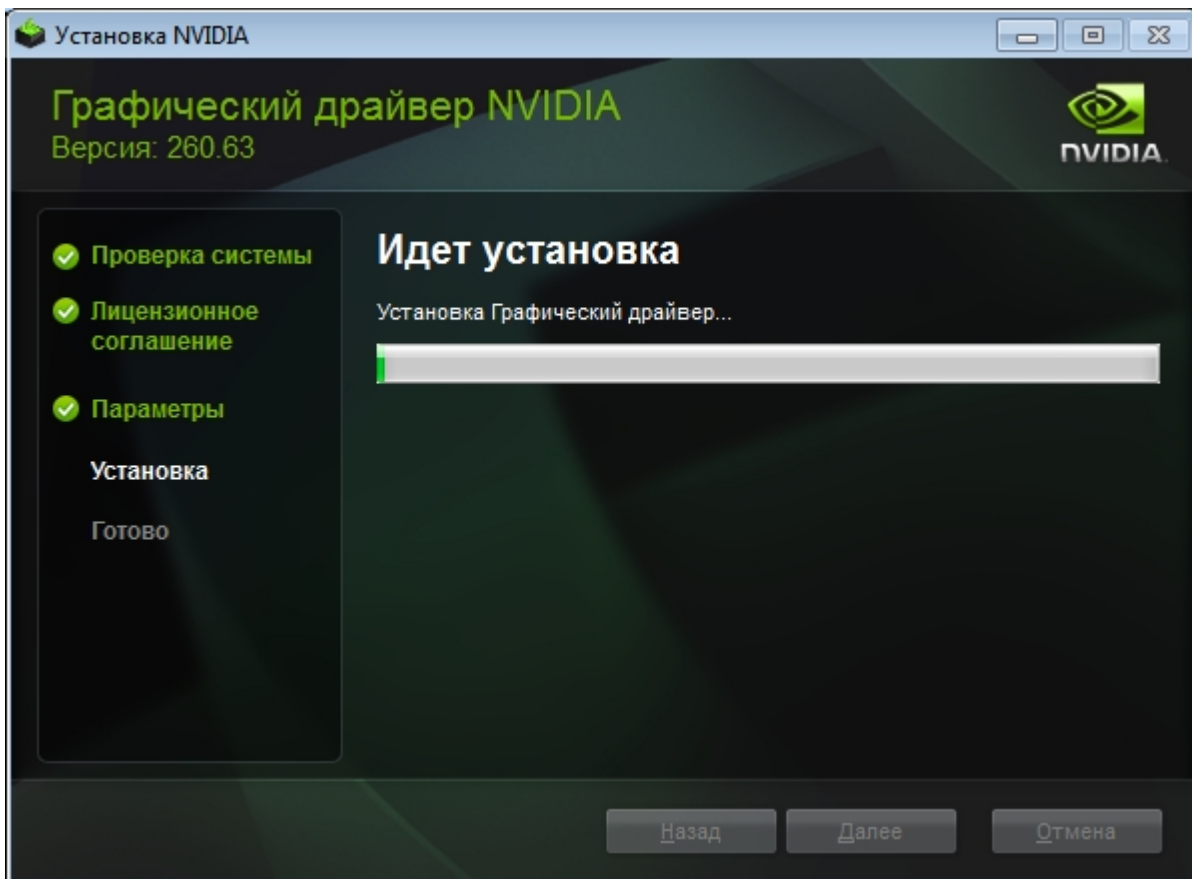 Установка NVIDIA
Графический драйвер NVIDIA
Версия: 260.63
NVIDIA.
Проверка системы
Лицензионное
соглашение
Параметры
Установка
Готово
Идет установка
Установка Графический драйвер...
Назад
Далее
Отмена